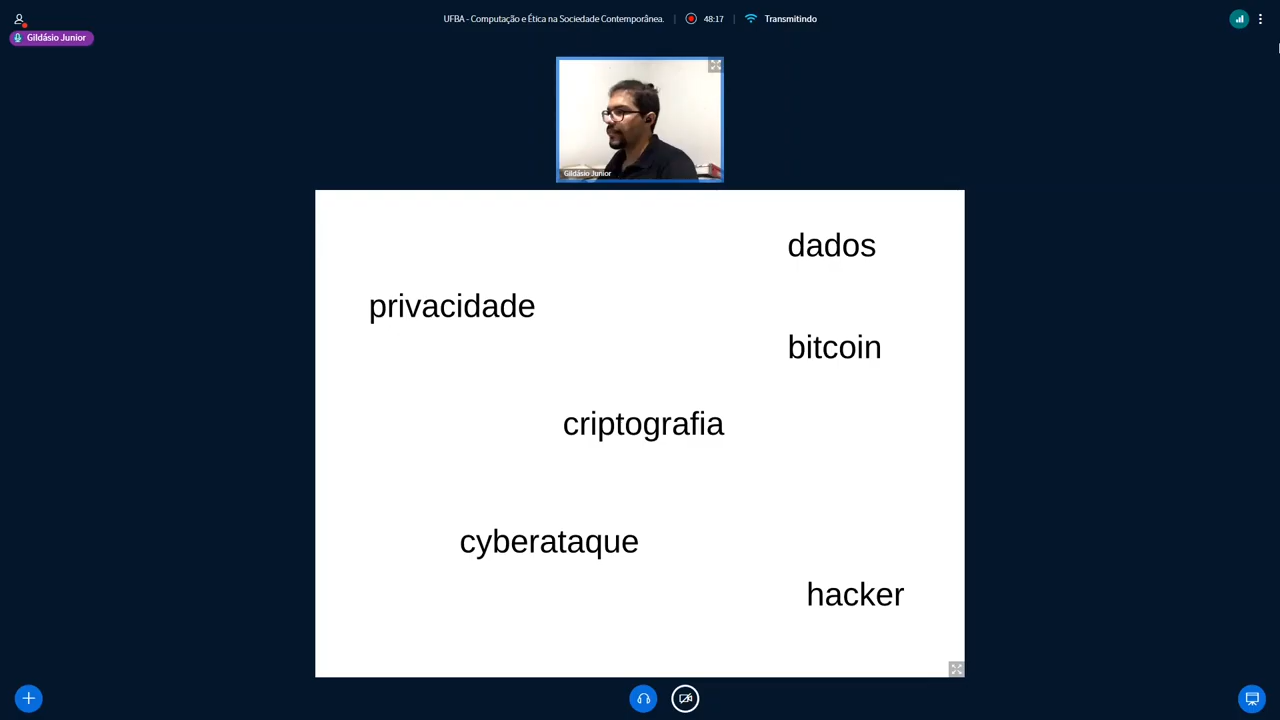 UFBA - Computação e Ética na Sociedade Contemporânea.
48:17
Transmitindo
Gildásio Junior
Gildásio Junior
dados
privacidade
bitcoin
criptografia
cyberataque
hacker